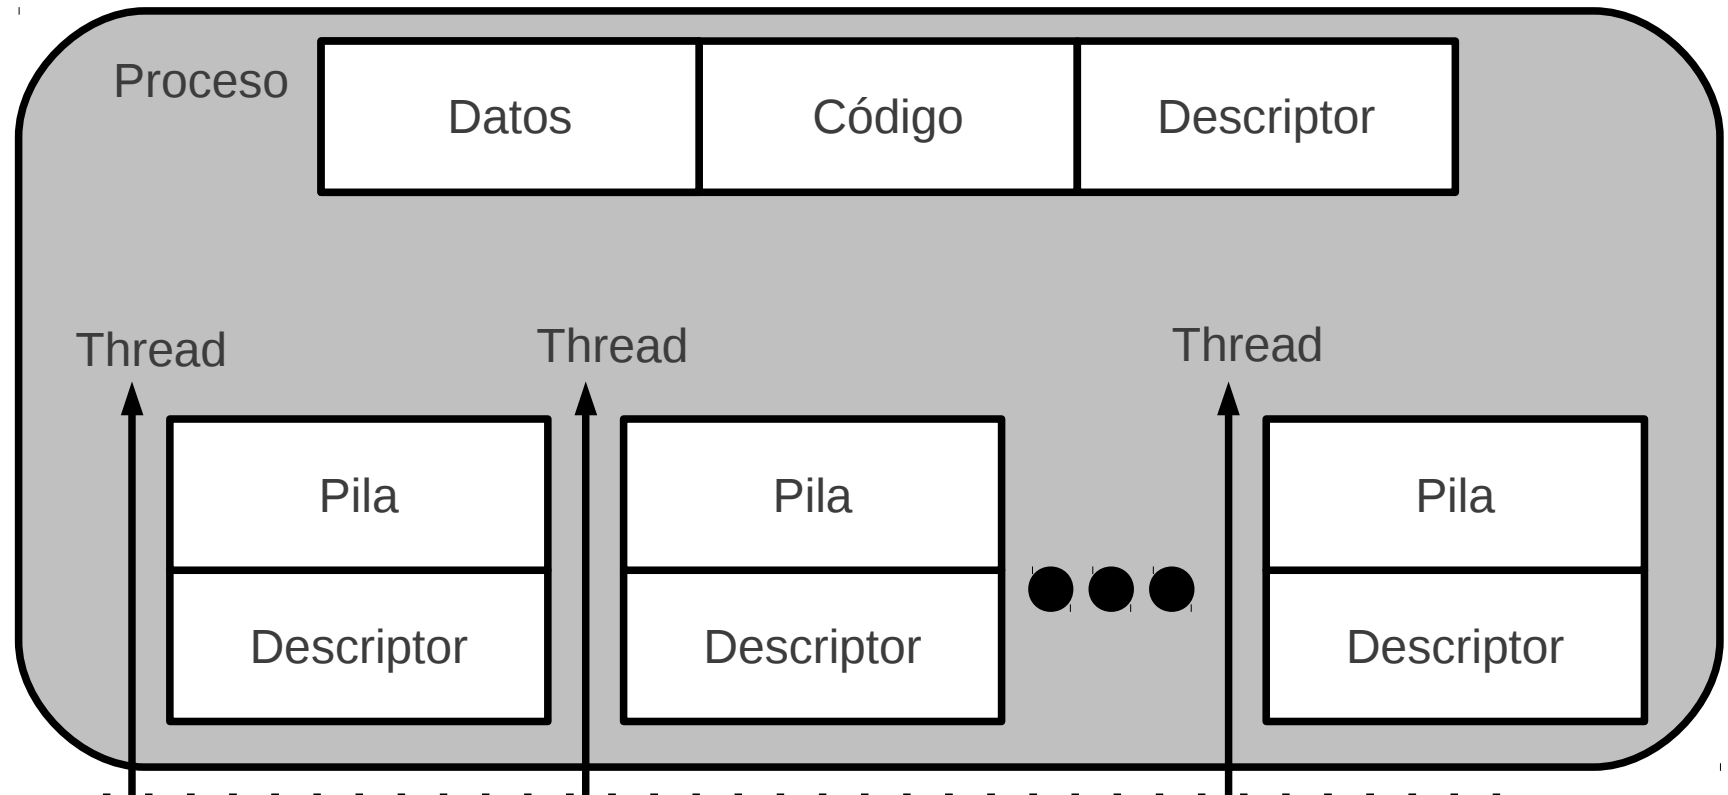 Proceso
Datos
Código
Descriptor
Thread
Thread
Thread
Pila
Pila
Pila
Descriptor
Descriptor
Descriptor